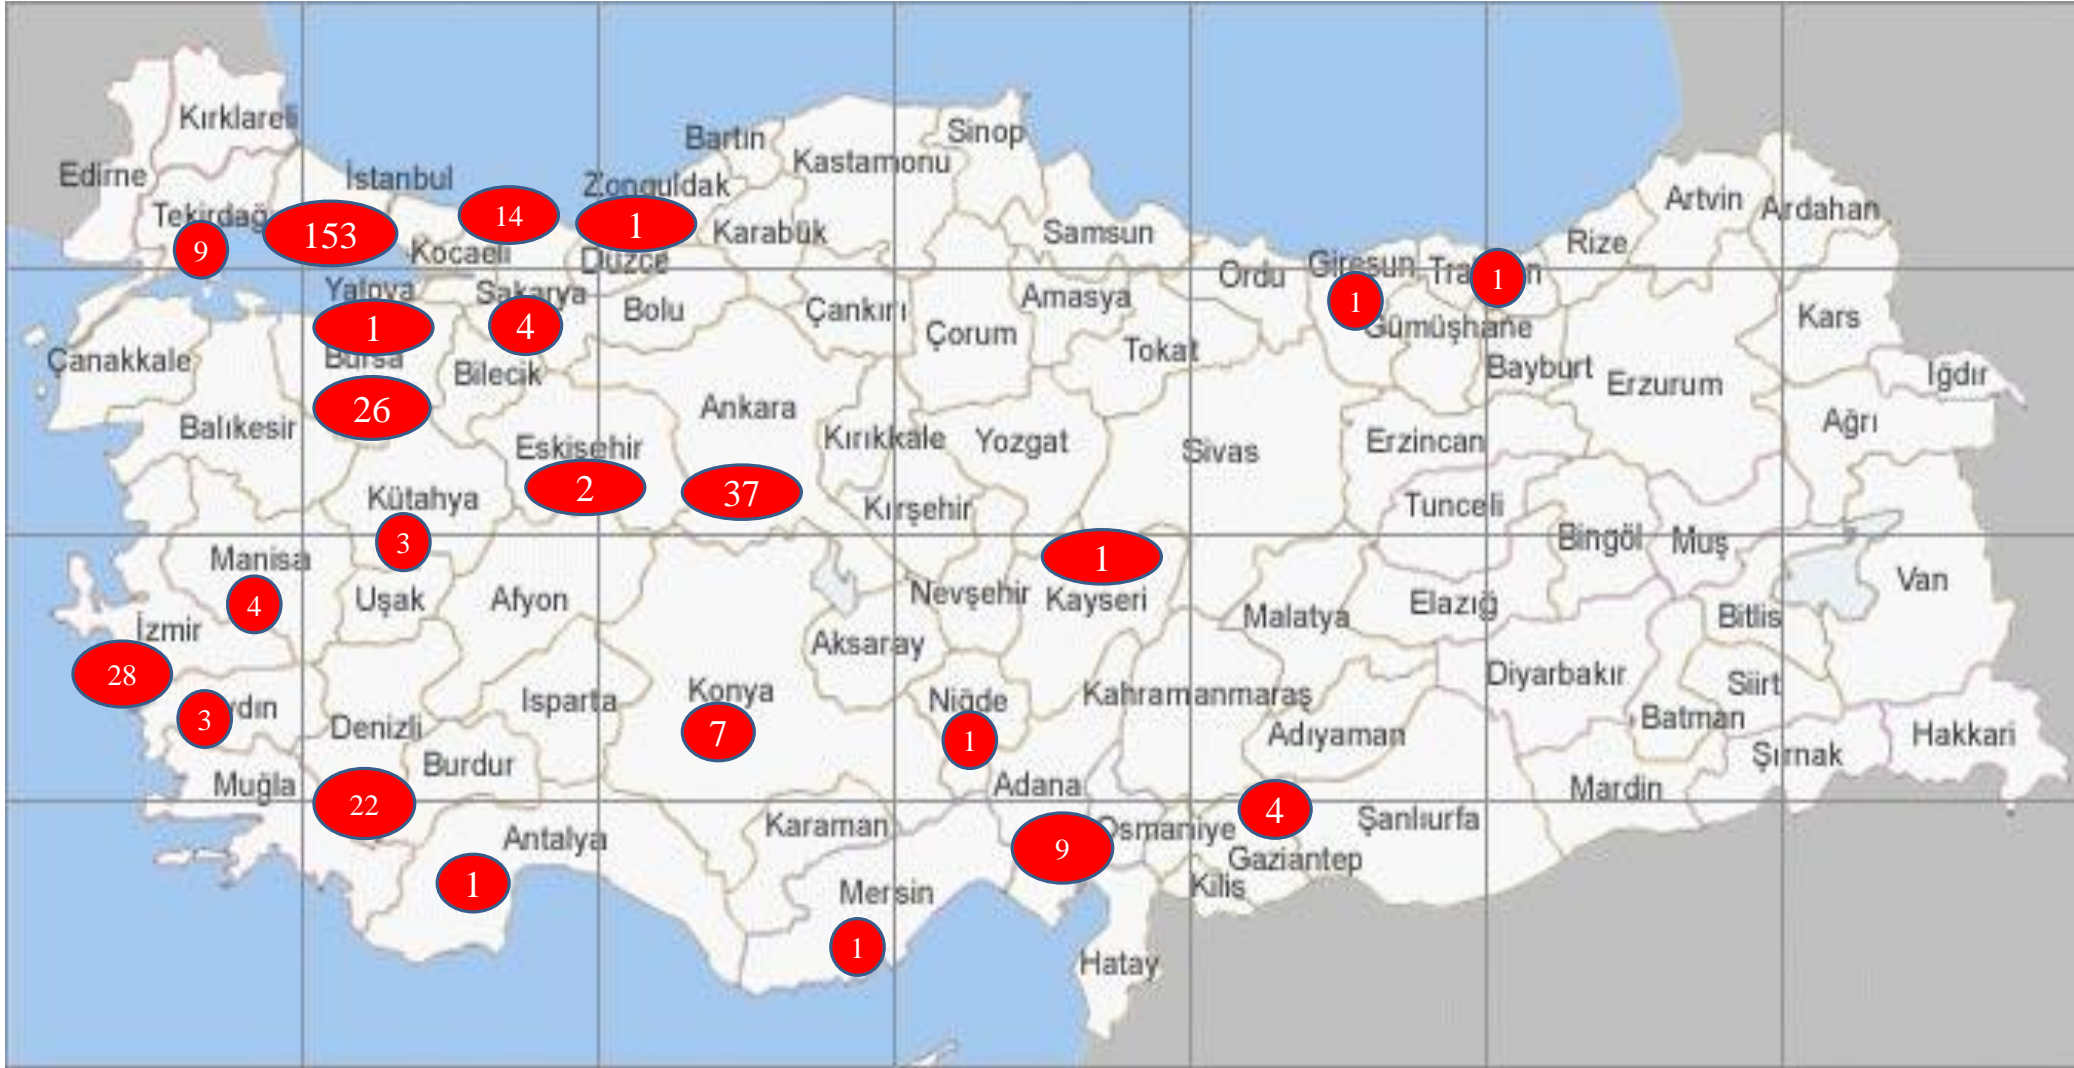 Kırklareli
Edirne
Tekirdağ
9
İstanbul
153
14
Kocaeli
Zonguldak
1
Düzce
Bartın
Karabük
Kastamonu
Sinop
Samsun
Ordu
Giresun
1
1
Rize
Artvin
Ardahan
Yalova
1
Bursa
26
Sakarya
4
Bilecik
Bolu
Çankırı
Çorum
Amasya
Tokat
Gümüşhane
Bayburt
Erzurum
Kars
Iğdır
Ağrı
Çanakkale
Balıkesir
Eskişehir
2
Ankara
37
Kırıkkale
Yozgat
Sivas
Erzincan
Tunceli
Bingöl
Muş
Van
Kütahya
3
Kırşehir
Manisa
4
Uşak
Afyon
Nevşehir
1
Kayseri
Malatya
Elazığ
Bitlis
İzmir
28
Aksaray
3
Denizli
Isparta
Konya
7
Niğde
1
Kahramanmaraş
Adıyaman
Diyarbakır
Siirt
Batman
Şırnak
Hakkari
Muğla
22
Burdur
Adana
9
Mardin
Antalya
1
Karaman
Osmaniye
4
Gaziantep
Şanlıurfa
Kilis
Mersin
1
Hatay